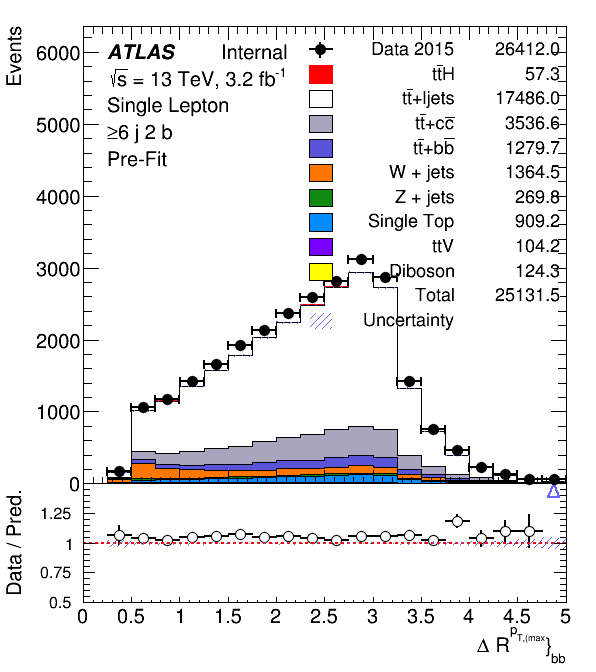 Events
6000
5000
4000
3000
2000
1000
0
ATLAS Internal
√s = 13 TeV, 3.2 fb⁻¹
Single Lepton
≥6 j 2 b
Pre-Fit
Data 2015 26412.0
tt̄H 57.3
tt̄+ljets 17486.0
tt̄+cc̄ 3536.6
tt̄+bb̄ 1279.7
W + jets 1364.5
Z + jets 269.8
Single Top 909.2
ttV 104.2
Diboson 124.3
Total 25131.5
Uncertainty
Data / Pred.
1.25
1
0.75
0.5
0 0.5 1 1.5 2 2.5 3 3.5 4 4.5 5
Δ R^{p_{T,(max}}}_{bb}